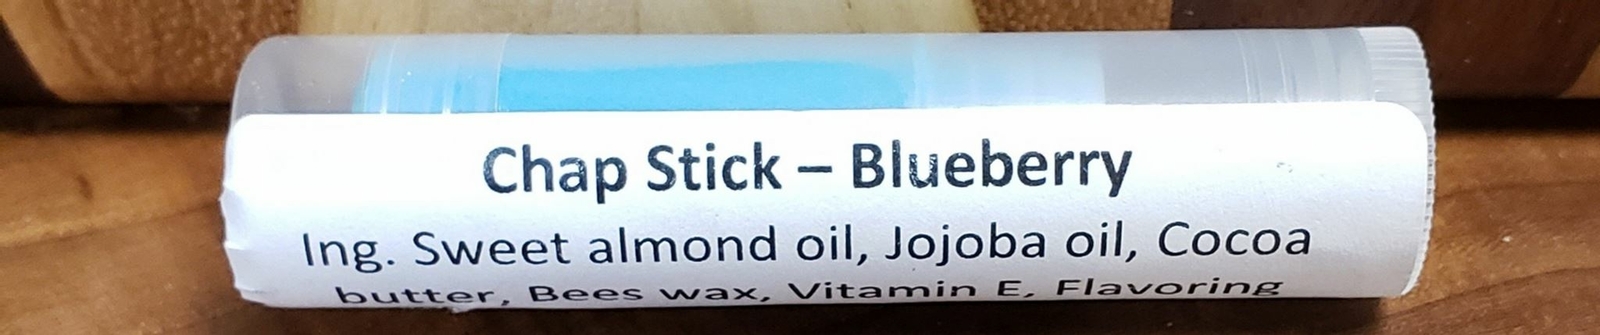 Chap Stick – Blueberry
Ing. Sweet almond oil, Jojoba oil, Cocoa
butter, Bees wax, Vitamin E, Flavoring